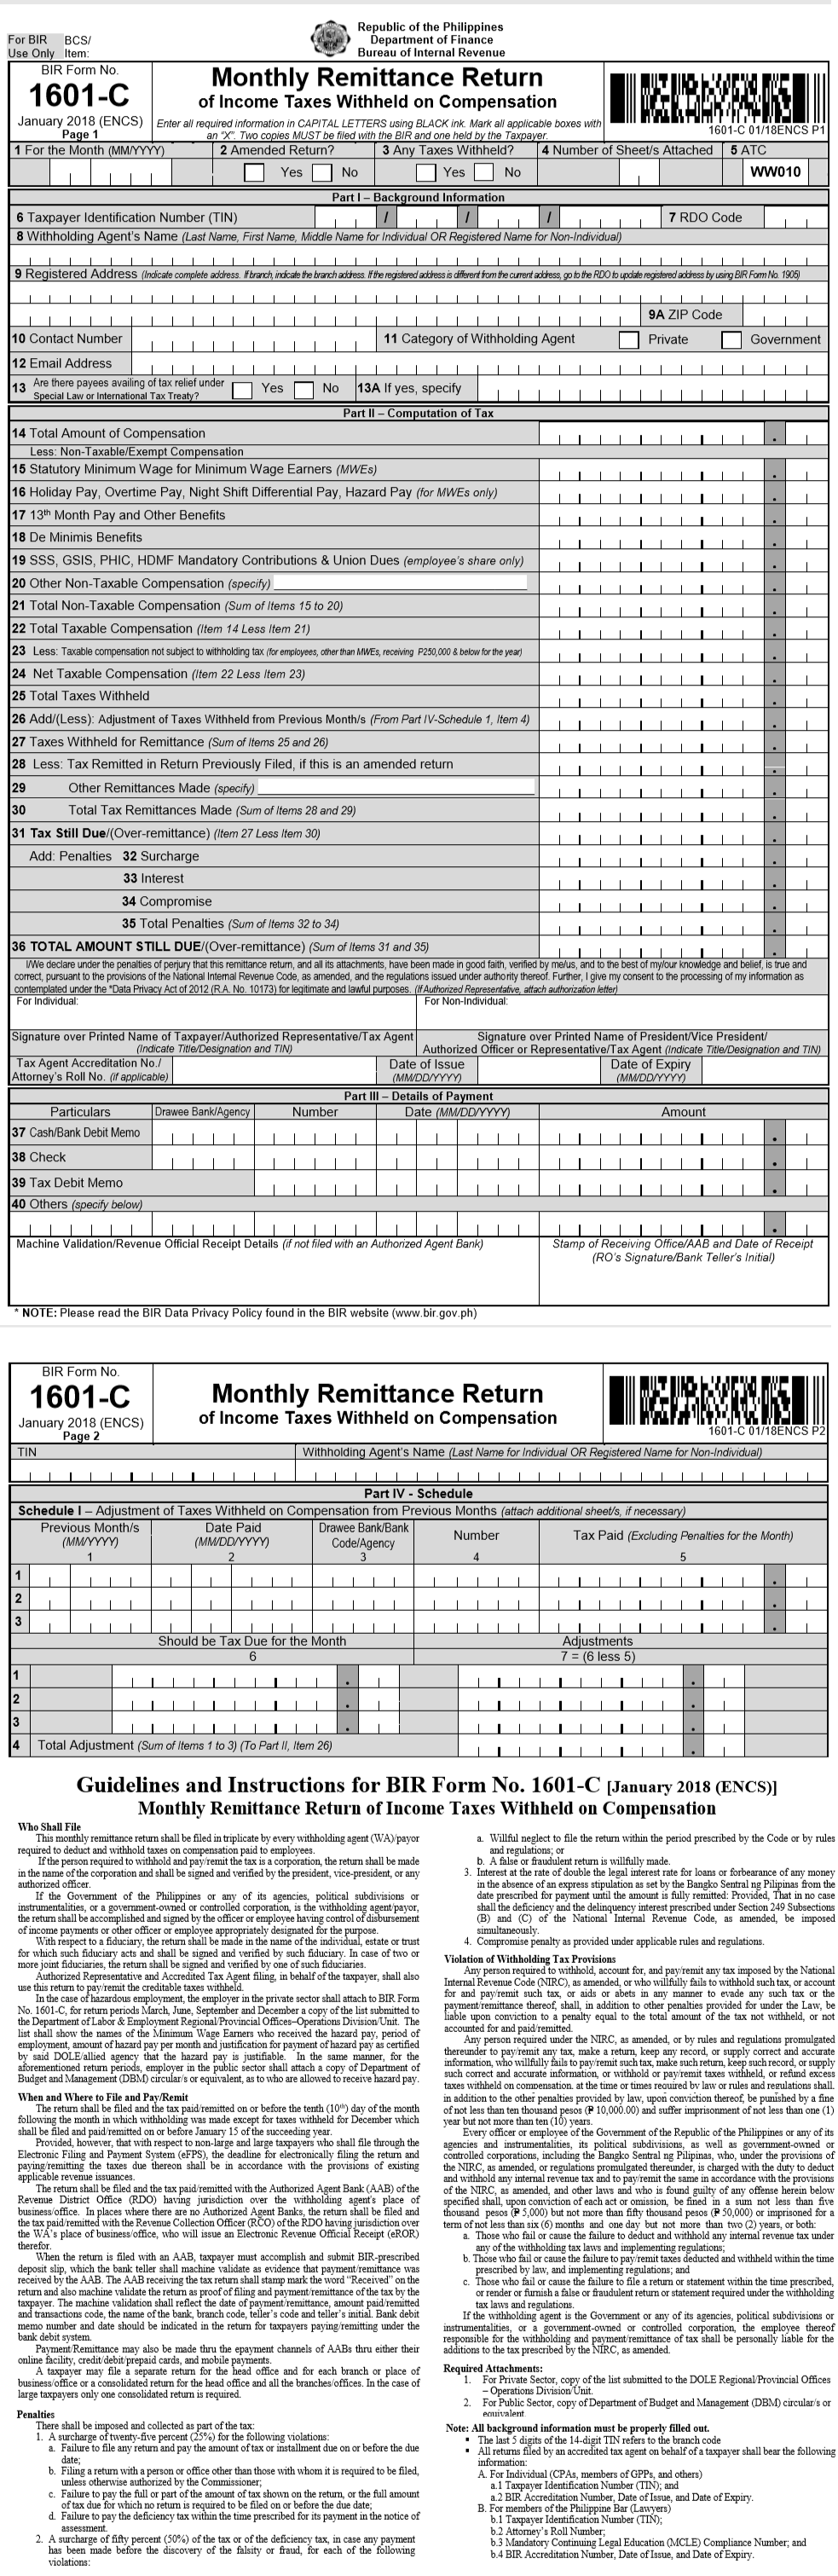 Republic of the Philippines
Department of Finance
Bureau of Internal Revenue
For BIR BCS/
Use Only Item:
BIR Form No.
1601-C
January 2018 (ENCS)
Page 1
Monthly Remittance Return
of Income Taxes Withheld on Compensation
Enter all required information in CAPITAL LETTERS using BLACK ink. Mark all applicable boxes with
an "X". Two copies MUST be filed with the BIR and one held by the Taxpayer.
1601-C 01/18ENCS P1
1 For the Month (MM/YYYY) 2 Amended Return? 3 Any Taxes Withheld? 4 Number of Sheet/s Attached 5 ATC
Yes No Yes No WW010
Part I – Background Information
6 Taxpayer Identification Number (TIN) / / / 7 RDO Code
8 Withholding Agent's Name (Last Name, First Name, Middle Name for Individual OR Registered Name for Non-Individual)
9 Registered Address (Indicate complete address. If branch, indicate the branch address. If the registered address is different from the current address, go to the RDO to update registered address by using BIR Form No. 1905)
9A ZIP Code
10 Contact Number 11 Category of Withholding Agent Private Government
12 Email Address
13 Are there payees availing of tax relief under
Special Law or International Tax Treaty? Yes No 13A If yes, specify
Part II – Computation of Tax
14 Total Amount of Compensation
Less: Non-Taxable/Exempt Compensation
15 Statutory Minimum Wage for Minimum Wage Earners (MWEs)
16 Holiday Pay, Overtime Pay, Night Shift Differential Pay, Hazard Pay (for MWEs only)
17 13th Month Pay and Other Benefits
18 De Minimis Benefits
19 SSS, GSIS, PHIC, HDMF Mandatory Contributions & Union Dues (employee's share only)
20 Other Non-Taxable Compensation (specify)
21 Total Non-Taxable Compensation (Sum of Items 15 to 20)
22 Total Taxable Compensation (Item 14 Less Item 21)
23 Less: Taxable compensation not subject to withholding tax (for employees, other than MWEs, receiving P250,000 & below for the year)
24 Net Taxable Compensation (Item 22 Less Item 23)
25 Total Taxes Withheld
26 Add/(Less): Adjustment of Taxes Withheld from Previous Month/s (From Part IV-Schedule 1, Item 4)
27 Taxes Withheld for Remittance (Sum of Items 25 and 26)
28 Less: Tax Remitted in Return Previously Filed, if this is an amended return
29 Other Remittances Made (specify)
30 Total Tax Remittances Made (Sum of Items 28 and 29)
31 Tax Still Due/(Over-remittance) (Item 27 Less Item 30)
Add: Penalties 32 Surcharge
33 Interest
34 Compromise
35 Total Penalties (Sum of Items 32 to 34)
36 TOTAL AMOUNT STILL DUE/(Over-remittance) (Sum of Items 31 and 35)
I/We declare under the penalties of perjury that this remittance return, and all its attachments, have been made in good faith, verified by me/us, and to the best of my/our knowledge and belief, is true and
correct, pursuant to the provisions of the National Internal Revenue Code, as amended, and the regulations issued under authority thereof. Further, I give my consent to the processing of my information as
contemplated under the *Data Privacy Act of 2012 (R.A. No. 10173) for legitimate and lawful purposes. (If Authorized Representative, attach authorization letter)
For Individual: For Non-Individual:
Signature over Printed Name of Taxpayer/Authorized Representative/Tax Agent
(Indicate Title/Designation and TIN)
Signature over Printed Name of President/Vice President/
Authorized Officer or Representative/Tax Agent (Indicate Title/Designation and TIN)
Tax Agent Accreditation No./
Attorney's Roll No. (if applicable)
Date of Issue
(MM/DD/YYYY)
Date of Expiry
(MM/DD/YYYY)
Part III – Details of Payment
Particulars Drawee Bank/Agency Number Date (MM/DD/YYYY) Amount
37 Cash/Bank Debit Memo
38 Check
39 Tax Debit Memo
40 Others (specify below)
Machine Validation/Revenue Official Receipt Details (if not filed with an Authorized Agent Bank)
Stamp of Receiving Office/AAB and Date of Receipt
(RO's Signature/Bank Teller's Initial)
* NOTE: Please read the BIR Data Privacy Policy found in the BIR website (www.bir.gov.ph)
BIR Form No.
1601-C
January 2018 (ENCS)
Page 2
Monthly Remittance Return
of Income Taxes Withheld on Compensation
1601-C 01/18ENCS P2
TIN Withholding Agent's Name (Last Name for Individual OR Registered Name for Non-Individual)
Part IV - Schedule
Schedule I – Adjustment of Taxes Withheld on Compensation from Previous Months (attach additional sheet/s, if necessary)
Previous Month/s
(MM/YYYY)
1
Date Paid
(MM/DD/YYYY)
2
Drawee Bank/Bank
Code/Agency
3
Number
4
Tax Paid (Excluding Penalties for the Month)
5
1
2
3
Should be Tax Due for the Month
6
Adjustments
7 = (6 less 5)
1
2
3
4 Total Adjustment (Sum of Items 1 to 3) (To Part II, Item 26)
Guidelines and Instructions for BIR Form No. 1601-C [January 2018 (ENCS)]
Monthly Remittance Return of Income Taxes Withheld on Compensation
Who Shall File
This monthly remittance return shall be filed in triplicate by every withholding agent (WA)/payor
required to deduct and withhold taxes on compensation paid to employees.
If the person required to withhold and pay/remit the tax is a corporation, the return shall be made
in the name of the corporation and shall be signed and verified by the president, vice-president, or any
authorized officer.
If the Government of the Philippines or any of its agencies, political subdivisions or
instrumentalities, or a government-owned or controlled corporation, is the withholding agent/payor,
the return shall be accomplished and signed by the officer or employee having control of disbursement
of income payments or other officer or employee appropriately designated for the purpose.
With respect to a fiduciary, the return shall be made in the name of the individual, estate or trust
for which such fiduciary acts and shall be signed and verified by such fiduciary. In case of two or
more joint fiduciaries, the return shall be signed and verified by one of such fiduciaries.
Authorized Representative and Accredited Tax Agent filing, in behalf of the taxpayer, shall also
use this return to pay/remit the creditable taxes withheld.
In the case of hazardous employment, the employer in the private sector shall attach to BIR Form
No. 1601-C, for return periods March, June, September and December a copy of the list submitted to
the Department of Labor & Employment Regional/Provincial Offices–Operations Division/Unit. The
list shall show the names of the Minimum Wage Earners who received the hazard pay, period of
employment, amount of hazard pay per month and justification for payment of hazard pay as certified
by said DOLE/allied agency that the hazard pay is justifiable. In the same manner, for the
aforementioned return periods, employer in the public sector shall attach a copy of Department of
Budget and Management (DBM) circular/s or equivalent, as to who are allowed to receive hazard pay.
When and Where to File and Pay/Remit
The return shall be filed and the tax paid/remitted on or before the tenth (10th) day of the month
following the month in which withholding was made except for taxes withheld for December which
shall be filed and paid/remitted on or before January 15 of the succeeding year.
Provided, however, that with respect to non-large and large taxpayers who shall file through the
Electronic Filing and Payment System (eFPS), the deadline for electronically filing the return and
paying/remitting the taxes due thereon shall be in accordance with the provisions of existing
applicable revenue issuances.
The return shall be filed and the tax paid/remitted with the Authorized Agent Bank (AAB) of the
Revenue District Office (RDO) having jurisdiction over the withholding agent's place of
business/office. In places where there are no Authorized Agent Banks, the return shall be filed and
the tax paid/remitted with the Revenue Collection Officer (RCO) of the RDO having jurisdiction over
the WA's place of business/office, who will issue an Electronic Revenue Official Receipt (eROR)
therefor.
When the return is filed with an AAB, taxpayer must accomplish and submit BIR-prescribed
deposit slip, which the bank teller shall machine validate as evidence that payment/remittance was
received by the AAB. The AAB receiving the tax return shall stamp mark the word "Received" on the
return and also machine validate the return as proof of filing and payment/remittance of the tax by the
taxpayer. The machine validation shall reflect the date of payment/remittance, amount paid/remitted
and transactions code, the name of the bank, branch code, teller's code and teller's initial. Bank debit
memo number and date should be indicated in the return for taxpayers paying/remitting under the
bank debit system.
Payment/Remittance may also be made thru the epayment channels of AABs thru either their
online facility, credit/debit/prepaid cards, and mobile payments.
A taxpayer may file a separate return for the head office and for each branch or place of
business/office or a consolidated return for the head office and all the branches/offices. In the case of
large taxpayers only one consolidated return is required.
Penalties
There shall be imposed and collected as part of the tax:
1. A surcharge of twenty-five percent (25%) for the following violations:
a. Failure to file any return and pay the amount of tax or installment due on or before the due
date;
b. Filing a return with a person or office other than those with whom it is required to be filed,
unless otherwise authorized by the Commissioner;
c. Failure to pay the full or part of the amount of tax shown on the return, or the full amount
of tax due for which no return is required to be filed on or before the due date;
d. Failure to pay the deficiency tax within the time prescribed for its payment in the notice of
assessment.
2. A surcharge of fifty percent (50%) of the tax or of the deficiency tax, in case any payment
has been made before the discovery of the falsity or fraud, for each of the following
violations:
a. Willful neglect to file the return within the period prescribed by the Code or by rules
and regulations; or
b. A false or fraudulent return is willfully made.
3. Interest at the rate of double the legal interest rate for loans or forbearance of any money
in the absence of an express stipulation as set by the Bangko Sentral ng Pilipinas from the
date prescribed for payment until the amount is fully remitted: Provided, That in no case
shall the deficiency and the delinquency interest prescribed under Section 249 Subsections
(B) and (C) of the National Internal Revenue Code, as amended, be imposed
simultaneously.
4. Compromise penalty as provided under applicable rules and regulations.
Violation of Withholding Tax Provisions
Any person required to withhold, account for, and pay/remit any tax imposed by the National
Internal Revenue Code (NIRC), as amended, or who willfully fails to withhold such tax, or account
for and pay/remit such tax, or aids or abets in any manner to evade any such tax or the
payment/remittance thereof, shall, in addition to other penalties provided for under the Law, be
liable upon conviction to a penalty equal to the total amount of the tax not withheld, or not
accounted for and paid/remitted.
Any person required under the NIRC, as amended, or by rules and regulations promulgated
thereunder to pay/remit any tax, make a return, keep any record, or supply correct and accurate
information, who willfully fails to pay/remit such tax, make such return, keep such record, or supply
such correct and accurate information, or withhold or pay/remit taxes withheld, or refund excess
taxes withheld on compensation, at the time or times required by law or rules and regulations shall,
in addition to the other penalties provided by law, upon conviction thereof, be punished by a fine
of not less than ten thousand pesos (₱ 10,000.00) and suffer imprisonment of not less than one (1)
year but not more than ten (10) years.
Every officer or employee of the Government of the Republic of the Philippines or any of its
agencies and instrumentalities, its political subdivisions, as well as government-owned or
controlled corporations, including the Bangko Sentral ng Pilipinas, who, under the provisions of
the NIRC, as amended, or regulations promulgated thereunder, is charged with the duty to deduct
and withhold any internal revenue tax and to pay/remit the same in accordance with the provisions
of the NIRC, as amended, and other laws and who is found guilty of any offense herein below
specified shall, upon conviction of each act or omission, be fined in a sum not less than five
thousand pesos (₱ 5,000) but not more than fifty thousand pesos (₱ 50,000) or imprisoned for a
term of not less than six (6) months and one day but not more than two (2) years, or both:
a. Those who fail or cause the failure to deduct and withhold any internal revenue tax under
any of the withholding tax laws and implementing regulations;
b. Those who fail or cause the failure to pay/remit taxes deducted and withheld within the time
prescribed by law, and implementing regulations; and
c. Those who fail or cause the failure to file a return or statement within the time prescribed,
or render or furnish a false or fraudulent return or statement required under the withholding
tax laws and regulations.
If the withholding agent is the Government or any of its agencies, political subdivisions or
instrumentalities, or a government-owned or controlled corporation, the employee thereof
responsible for the withholding and payment/remittance of tax shall be personally liable for the
additions to the tax prescribed by the NIRC, as amended.
Required Attachments:
1. For Private Sector, copy of the list submitted to the DOLE Regional/Provincial Offices
– Operations Division/Unit.
2. For Public Sector, copy of Department of Budget and Management (DBM) circular/s or
equivalent.
Note: All background information must be properly filled out.
▪ The last 5 digits of the 14-digit TIN refers to the branch code
▪ All returns filed by an accredited tax agent on behalf of a taxpayer shall bear the following
information:
A. For Individual (CPAs, members of GPPs, and others)
a.1 Taxpayer Identification Number (TIN); and
a.2 BIR Accreditation Number, Date of Issue, and Date of Expiry.
B. For members of the Philippine Bar (Lawyers)
b.1 Taxpayer Identification Number (TIN);
b.2 Attorney's Roll Number;
b.3 Mandatory Continuing Legal Education (MCLE) Compliance Number; and
b.4 BIR Accreditation Number, Date of Issue, and Date of Expiry.